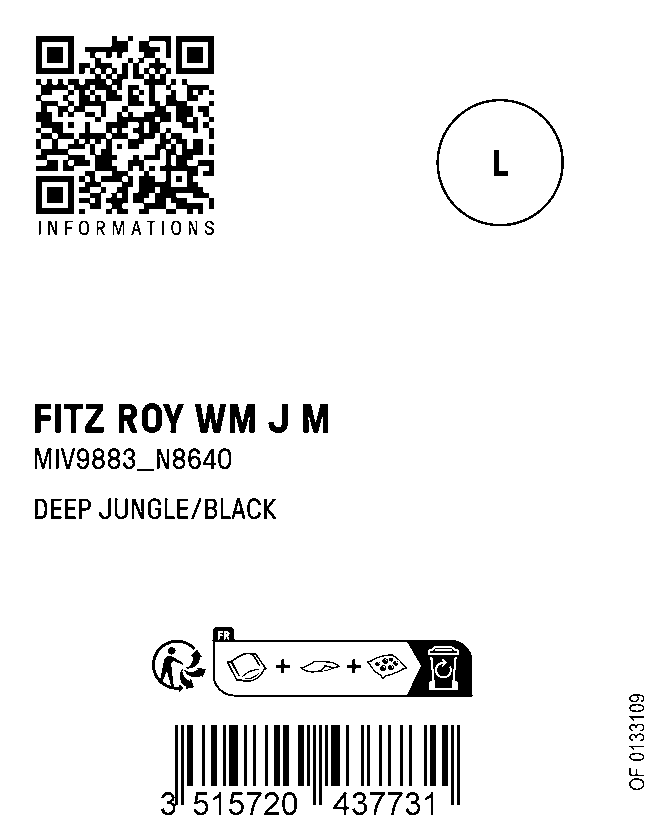 INFORMATIONS
L
FITZ ROY WM J M
MIV9883_N8640
DEEP JUNGLE/BLACK
FR
3 515720 437731
OF 0133109